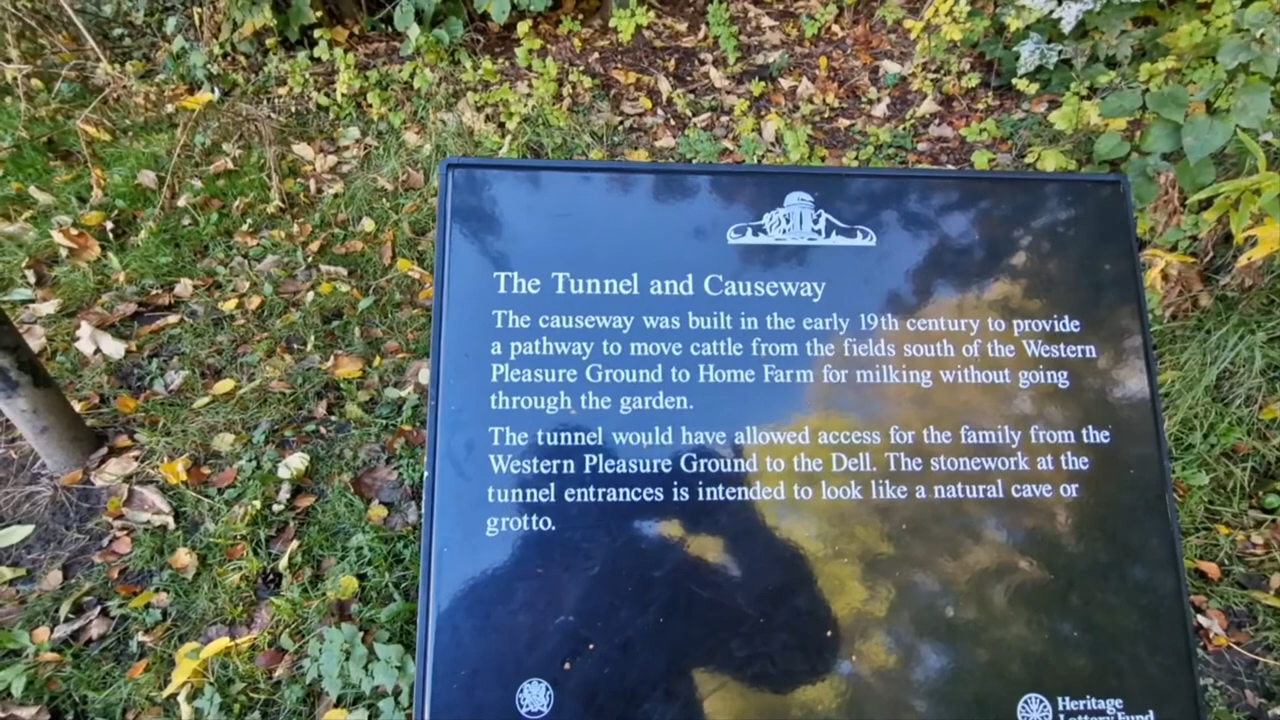 The Tunnel and Causeway
The causeway was built in the early 19th century to provide
a pathway to move cattle from the fields south of the Western
Pleasure Ground to Home Farm for milking without going
through the garden.
The tunnel would have allowed access for the family from the
Western Pleasure Ground to the Dell. The stonework at the
tunnel entrances is intended to look like a natural cave or
grotto.
Heritage
Lottery Fund